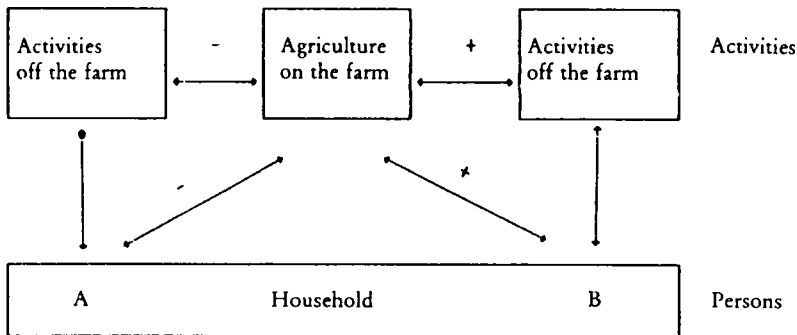 Activities
off the farm
-
Agriculture
on the farm
+
Activities
off the farm
Activities
-
+
A
Household
B
Persons